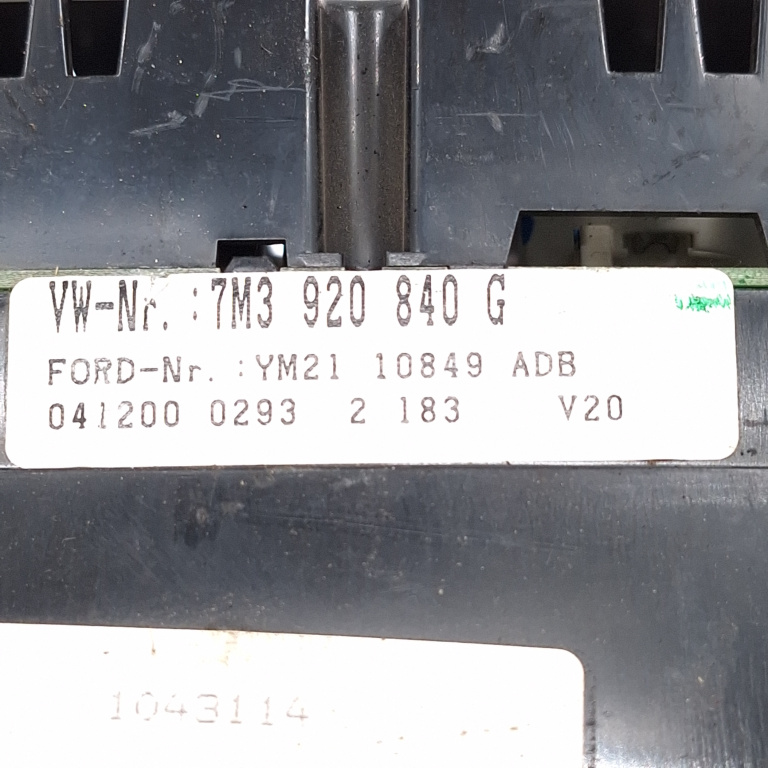 VW-Nr. :7M3 920 840 G
FORD-Nr. :YM21 10849 ADB
041200 0293 2 183 V20
1043114